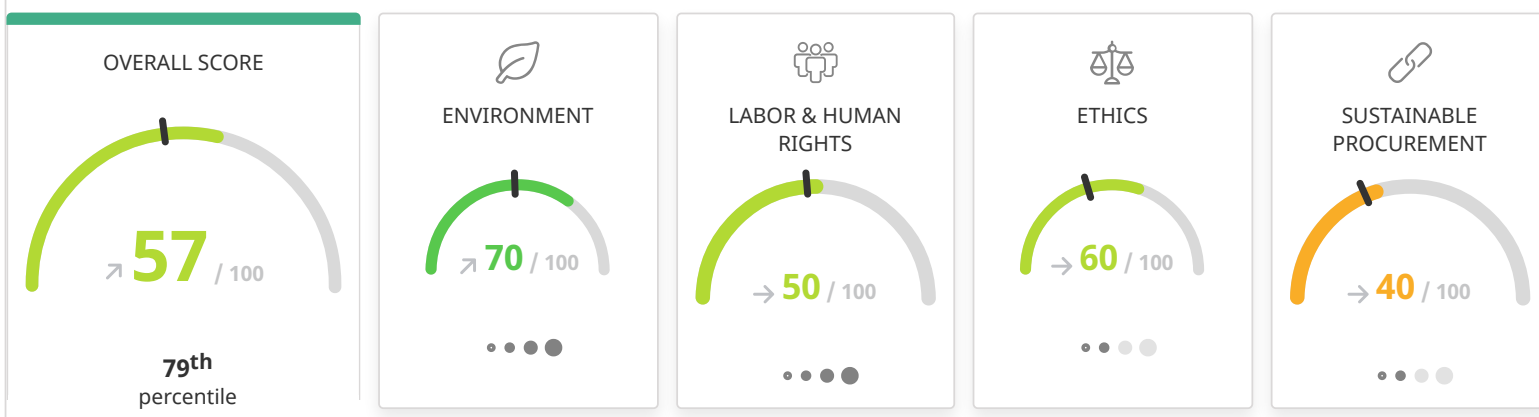 OVERALL SCORE
57 / 100
79th
percentile
ENVIRONMENT
70 / 100
LABOR & HUMAN
RIGHTS
50 / 100
ETHICS
60 / 100
SUSTAINABLE
PROCUREMENT
40 / 100